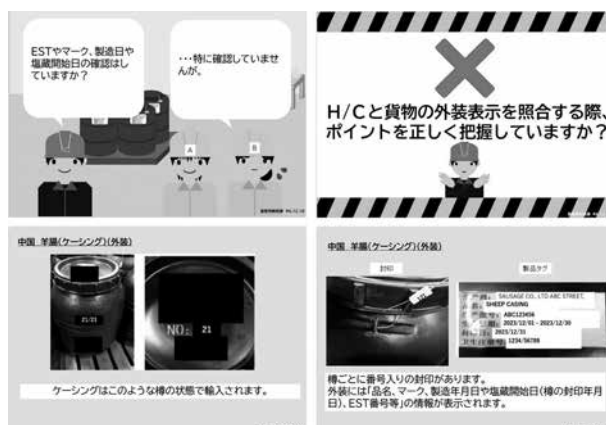 ESTやマーク、製造日や
塩蔵開始日の確認はし
ていますか?
・・・特に確認していませ
んが。
A
B
H/Cと貨物の外装表示を照合する際、
ポイントを正しく把握していますか?
中国 羊腸(ケーシング)(外装)
21/21
NO: 21
ケーシングはこのような樽の状態で輸入されます。
中国 羊腸(ケーシング)(外装)
封印
製品タグ
SAUSAGE CO., LTD ABC STREET,
SHEEP CASING
ABC123456
2023/12/01 - 2023/12/30
2023/12/31
1234/56788
樽ごとに番号入りの封印があります。
外装には「品名、マーク、製造年月日や塩蔵開始日(樽の封印年月
日)、EST番号等」の情報が表示されます。